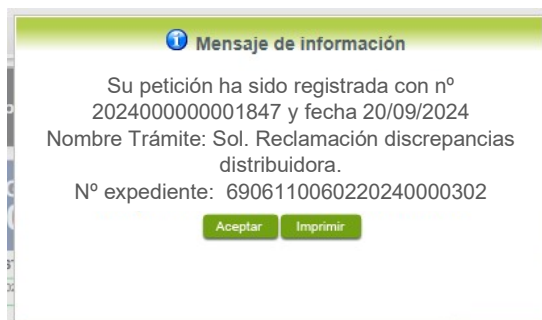 Mensaje de información
Su petición ha sido registrada con nº
2024000000001847 y fecha 20/09/2024
Nombre Trámite: Sol. Reclamación discrepancias
distribuidora.
Nº expediente: 6906110060220240000302
Aceptar Imprimir